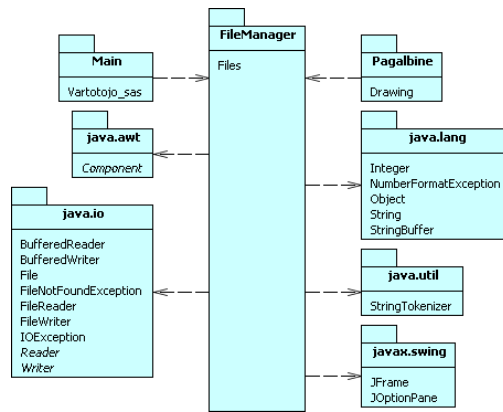 FileManager
Files
Main
Vartotojo_sas
Pagalbine
Drawing
java.awt
Component
java.lang
Integer
NumberFormatException
Object
String
StringBuffer
java.io
BufferedReader
BufferedWriter
File
FileNotFoundException
FileReader
FileWriter
IOException
Reader
Writer
java.util
StringTokenizer
javax.swing
JFrame
JOptionPane